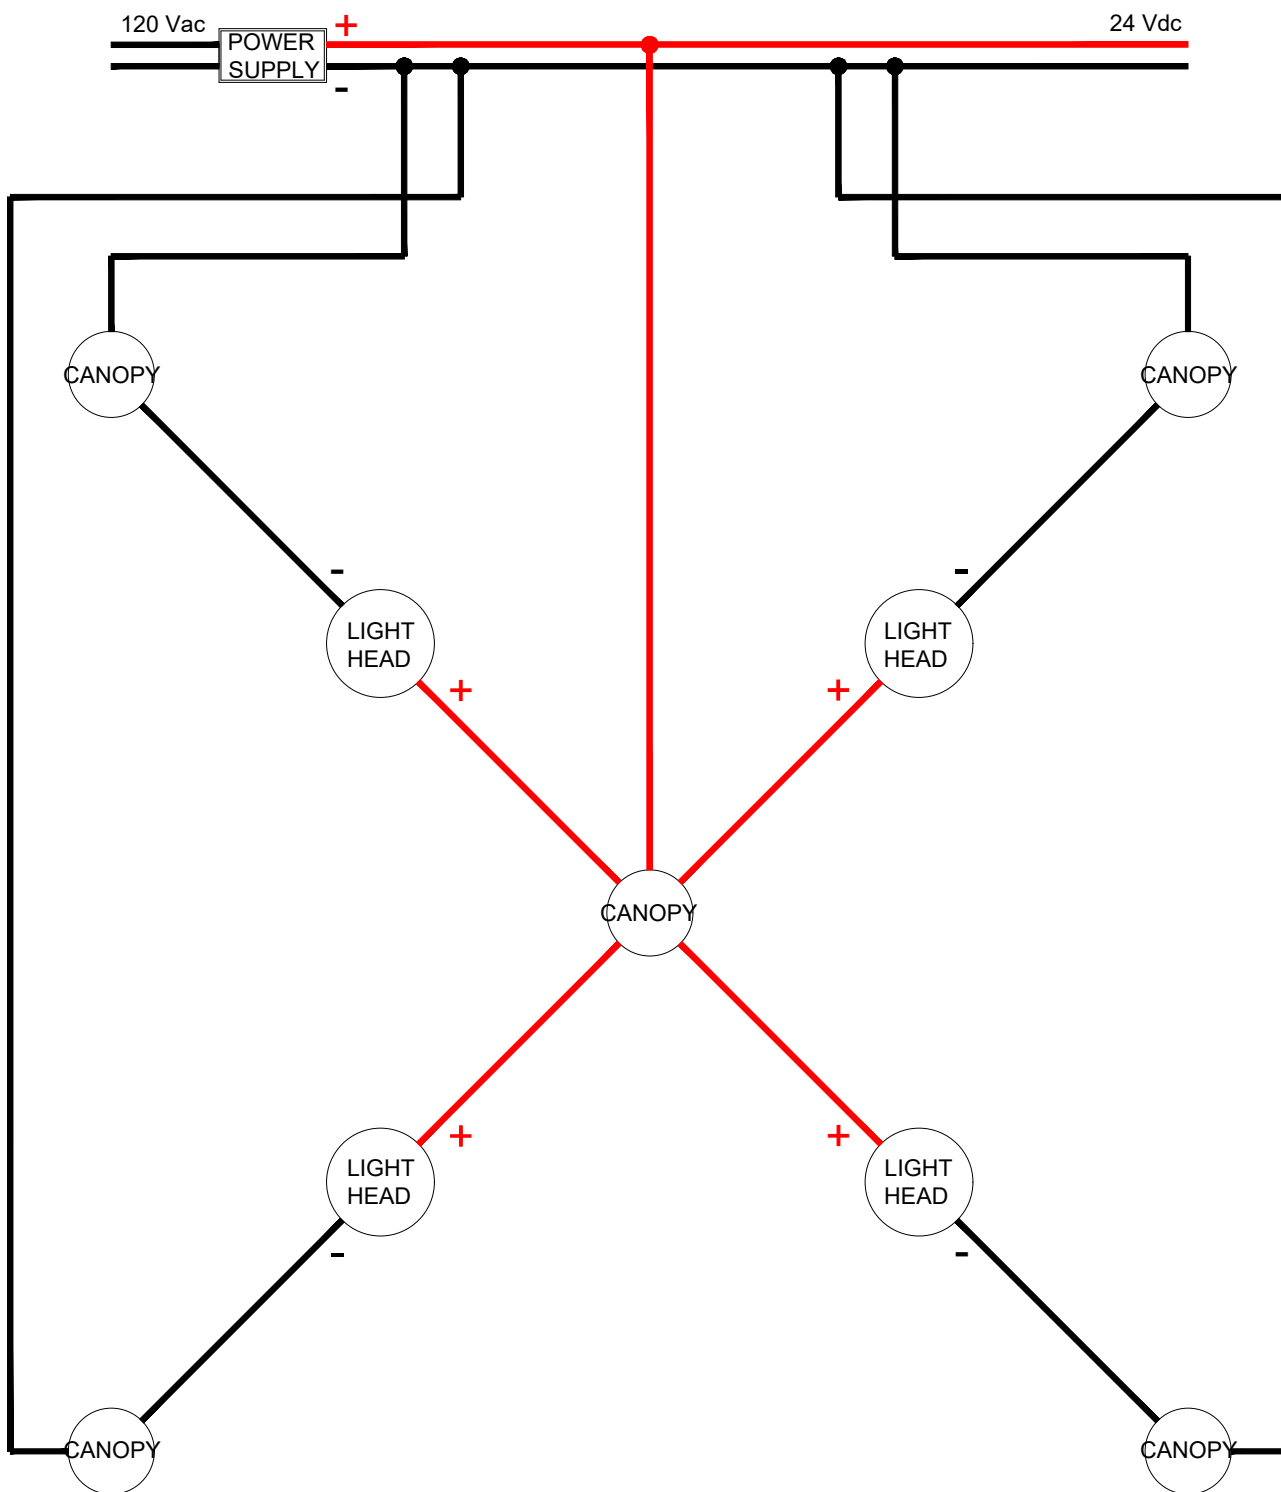 120 Vac
+
24 Vdc
POWER
SUPPLY
-
CANOPY
CANOPY
-
-
LIGHT
HEAD
LIGHT
HEAD
+
+
CANOPY
+
+
LIGHT
HEAD
LIGHT
HEAD
-
-
CANOPY
CANOPY